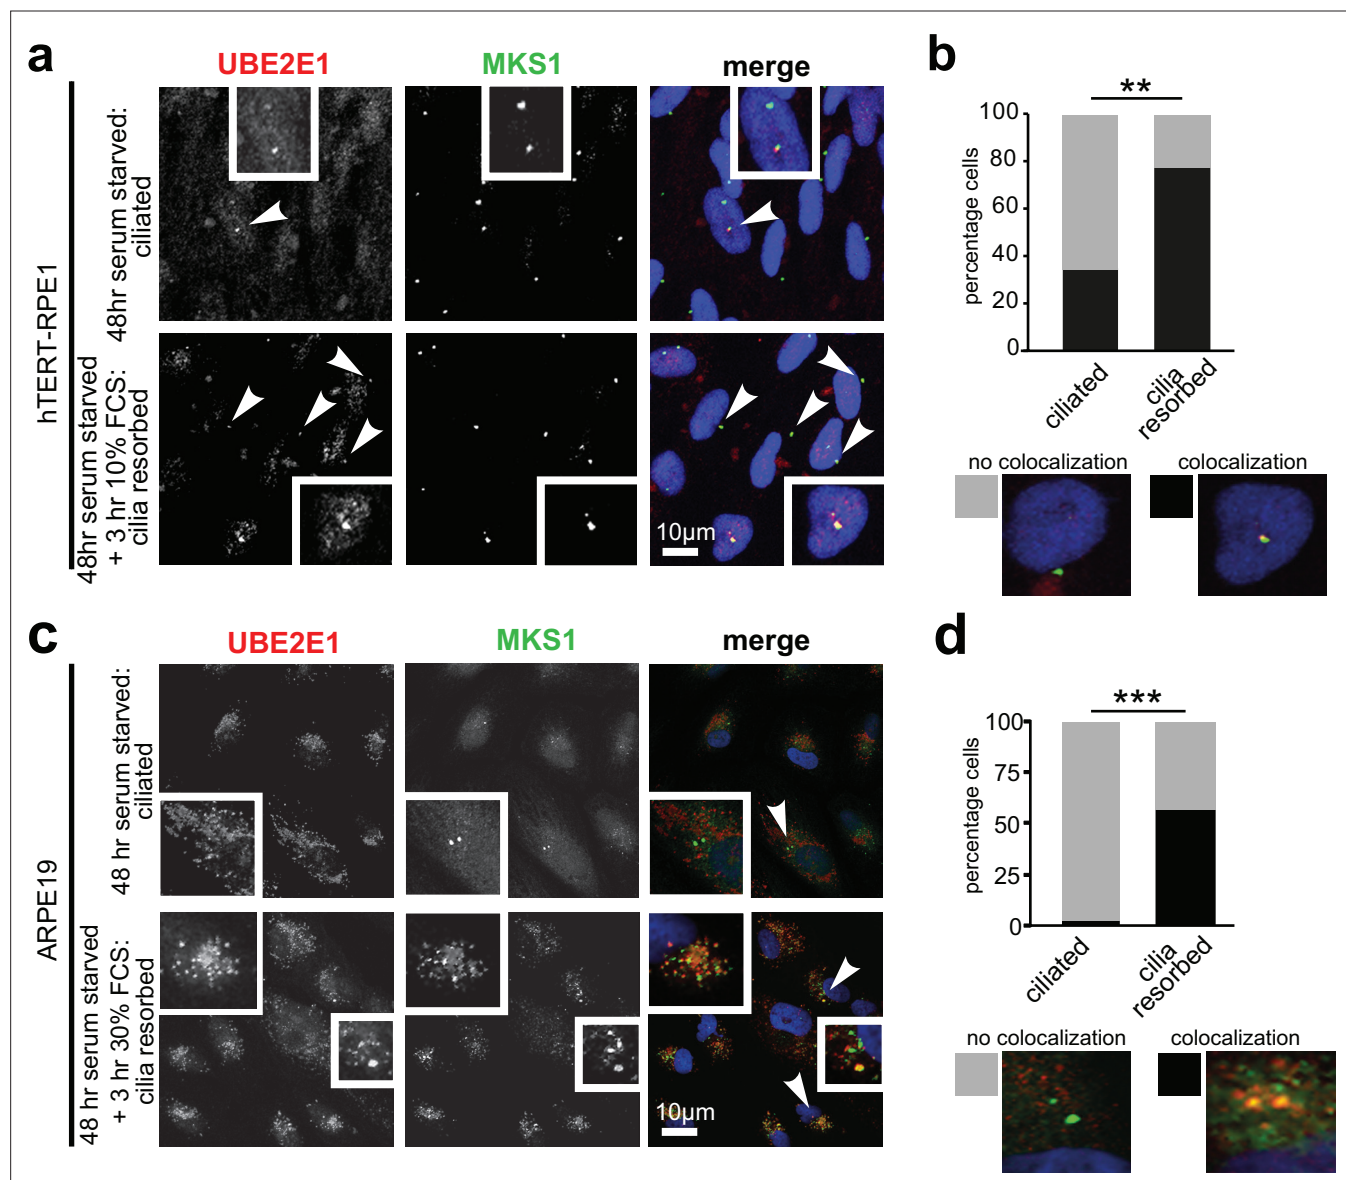 a
UBE2E1
MKS1
merge
hTERT-RPE1
48hr serum starved:
ciliated
48hr serum starved
+ 3 hr 10% FCS:
cilia resorbed
10µm
b
**
percentage cells
100
80
60
40
20
0
ciliated
cilia
resorbed
no colocalization
colocalization
c
UBE2E1
MKS1
merge
ARPE19
48 hr serum starved:
ciliated
48 hr serum starved
+ 3 hr 30% FCS:
cilia resorbed
10µm
d
***
percentage cells
100
75
50
25
0
ciliated
cilia
resorbed
no colocalization
colocalization